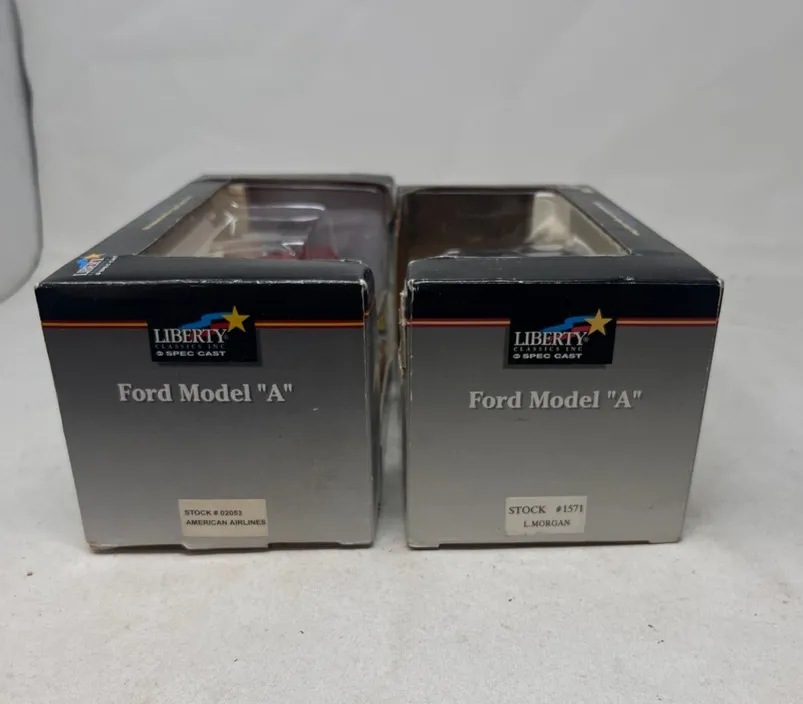 LIBERTY
CLASSICS INC
SPEC CAST
Ford Model "A"
STOCK # 02053
AMERICAN AIRLINES
LIBERTY
CLASSICS INC
SPEC CAST
Ford Model "A"
STOCK #1571
L.MORGAN